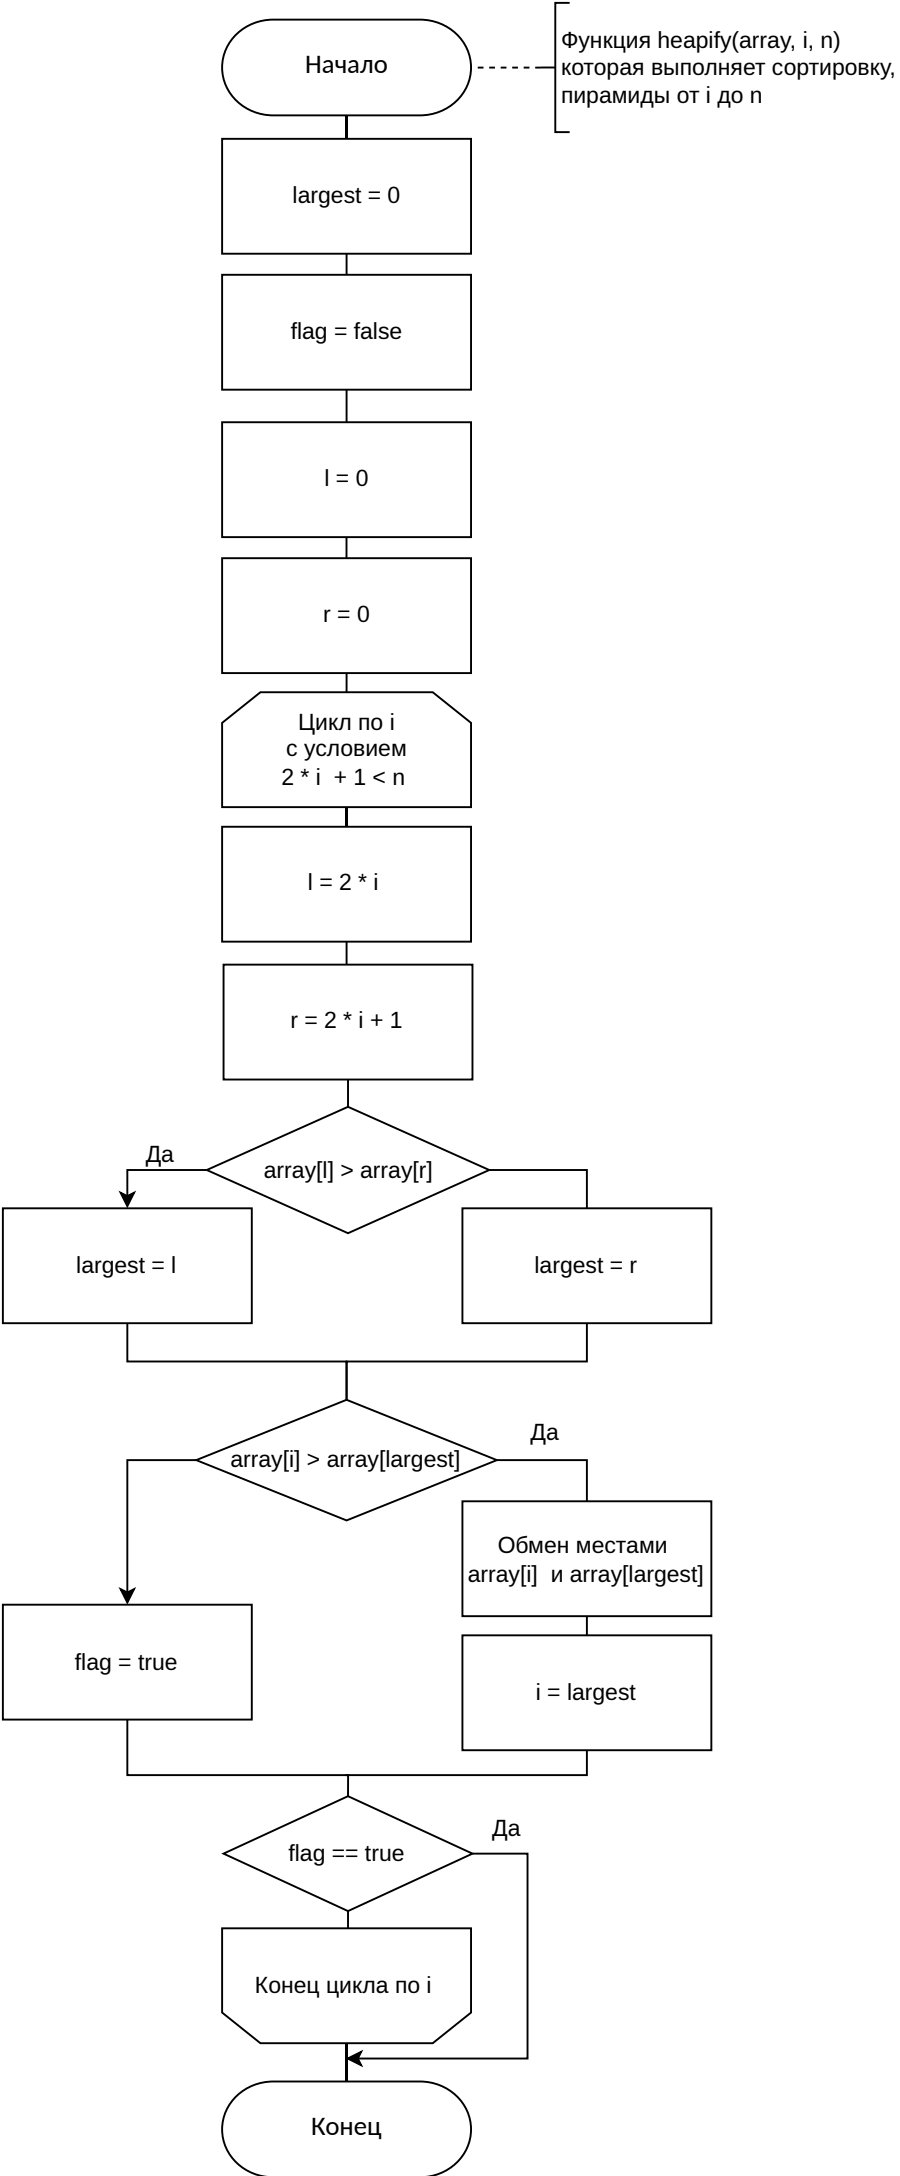 Начало
Функция heapify(array, i, n)
которая выполняет сортировку,
пирамиды от i до n
largest = 0
flag = false
l = 0
r = 0
Цикл по i
с условием
2 * i  + 1 < n
l = 2 * i
r = 2 * i + 1
array[l] > array[r]
Да
largest = l
largest = r
array[i] > array[largest]
Да
Обмен местами
array[i]  и array[largest]
flag = true
i = largest
flag == true
Да
Конец цикла по i
Конец